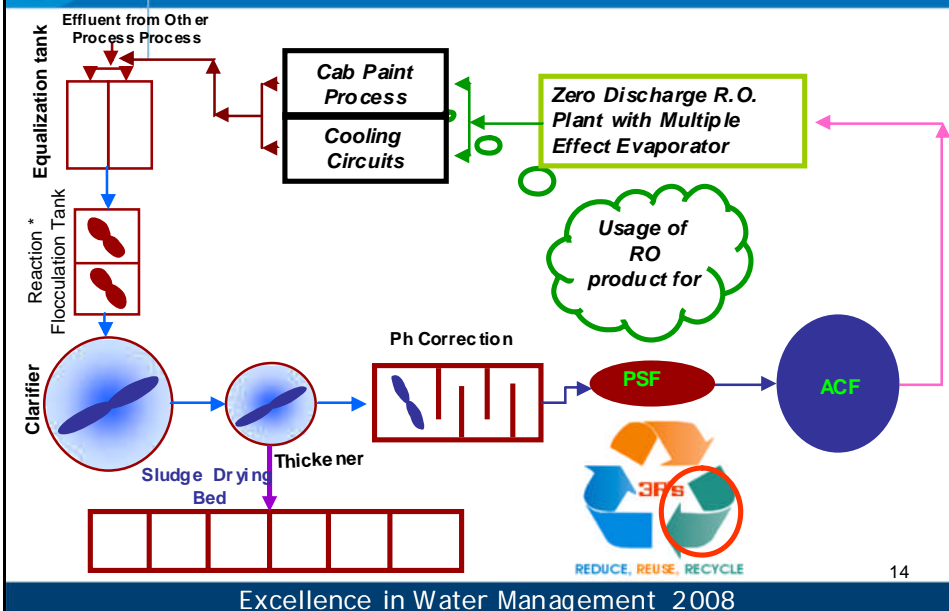 Effluent from Other
Process Process
Equalization tank
Cab Paint
Process
Cooling
Circuits
Zero Discharge R.O.
Plant with Multiple
Effect Evaporator
Reaction *
Flocculation Tank
Usage of
RO
product for
Clarifier
Ph Correction
PSF
ACF
Thickener
Sludge Drying
Bed
3R's
REDUCE, REUSE, RECYCLE
14
Excellence in Water Management 2008